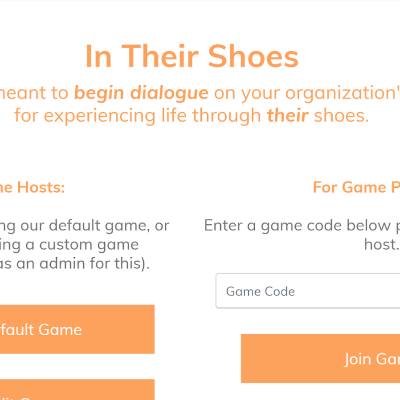 In Their Shoes
meant to begin dialogue on your organization'
for experiencing life through their shoes.
ne Hosts:
ng our default game, or
ing a custom game
as an admin for this).
fault Game
For Game P
Enter a game code below p
host.
Game Code
Join Ga